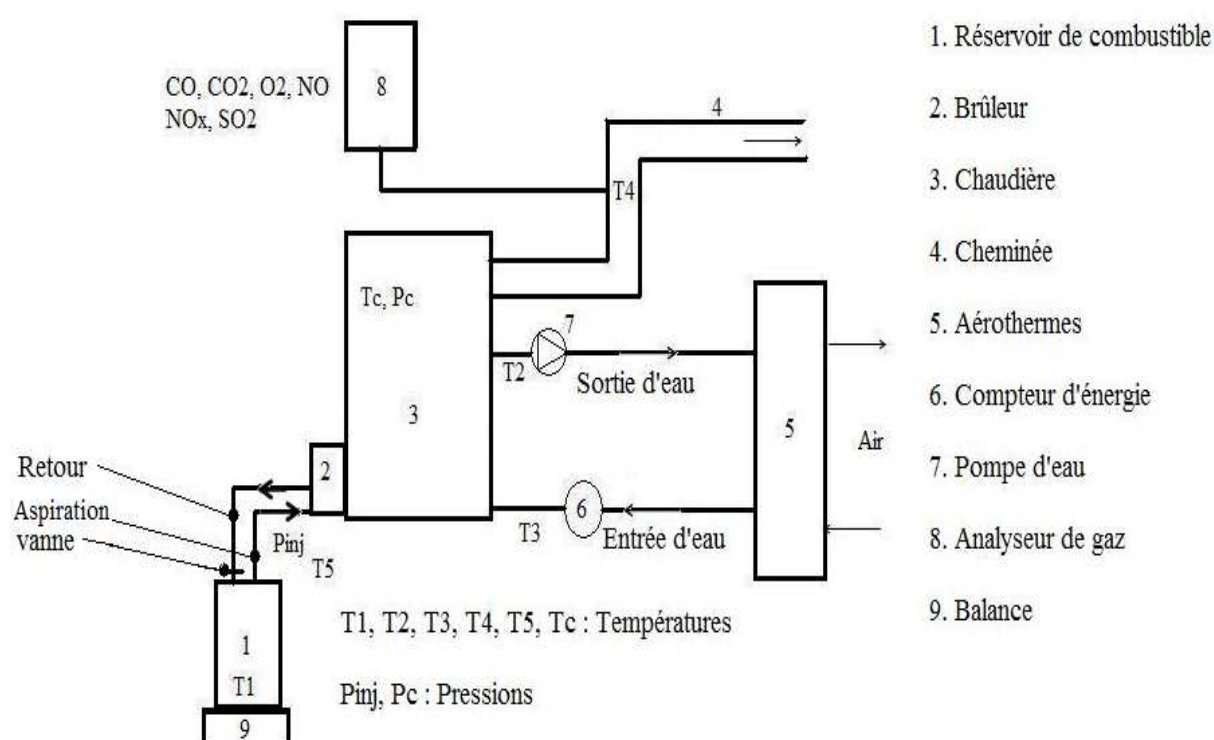 CO, CO2, O2, NO
NOx, SO2
8
4
T4
Tc, Pc
3
7
T2
Sortie d'eau
5
Air
2
Retour
Aspiration
vanne
Pinj
T5
T3
6
Entrée d'eau
1
T1
9
T1, T2, T3, T4, T5, Tc : Températures
Pinj, Pc : Pressions
1. Réservoir de combustible
2. Brûleur
3. Chaudière
4. Cheminée
5. Aérothermes
6. Compteur d'énergie
7. Pompe d'eau
8. Analyseur de gaz
9. Balance